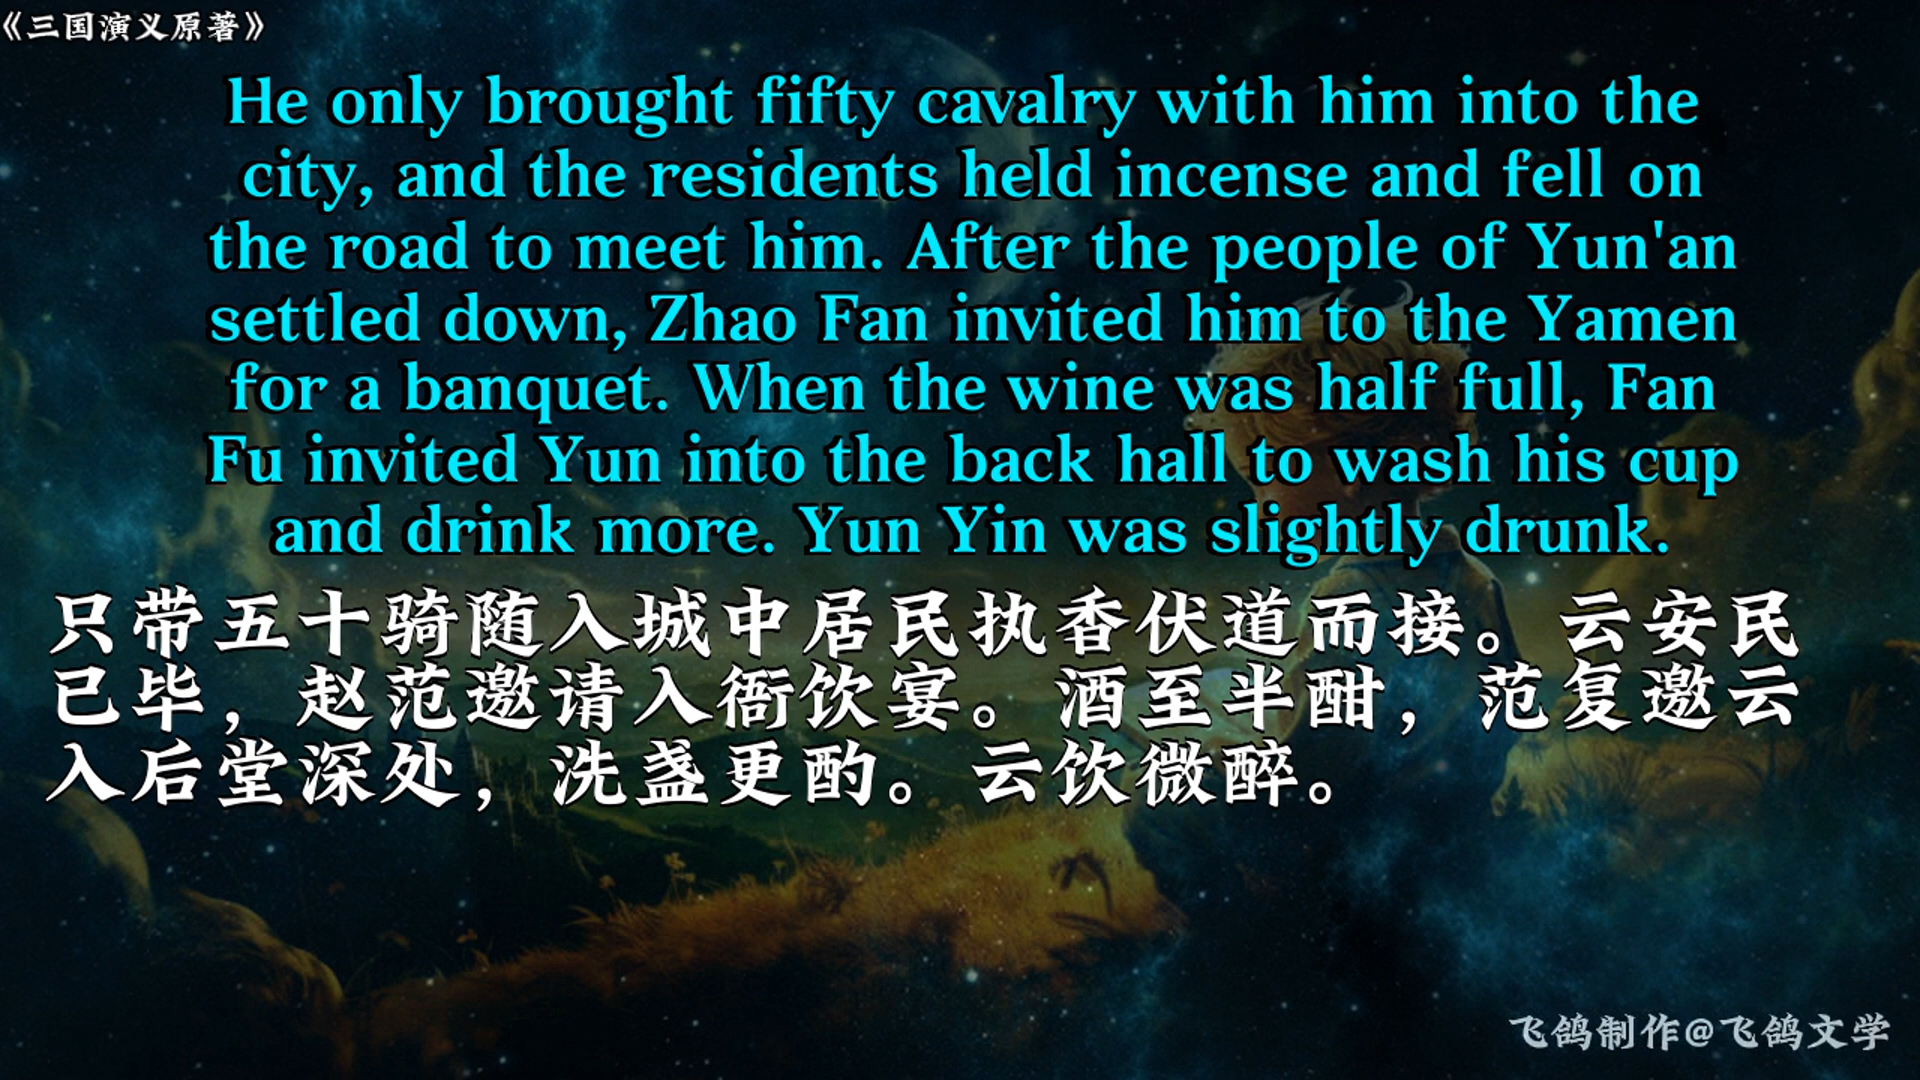 《三国演义原著》
He only brought fifty cavalry with him into the
city, and the residents held incense and fell on
the road to meet him. After the people of Yun'an
settled down, Zhao Fan invited him to the Yamen
for a banquet. When the wine was half full, Fan
Fu invited Yun into the back hall to wash his cup
and drink more. Yun Yin was slightly drunk.
只带五十骑随入城中居民执香伏道而接。云安民
已毕，赵范邀请入衙饮宴。酒至半酣，范复邀云
入后堂深处，洗盏更酌。云饮微醉。
飞鸽制作@飞鸽文学